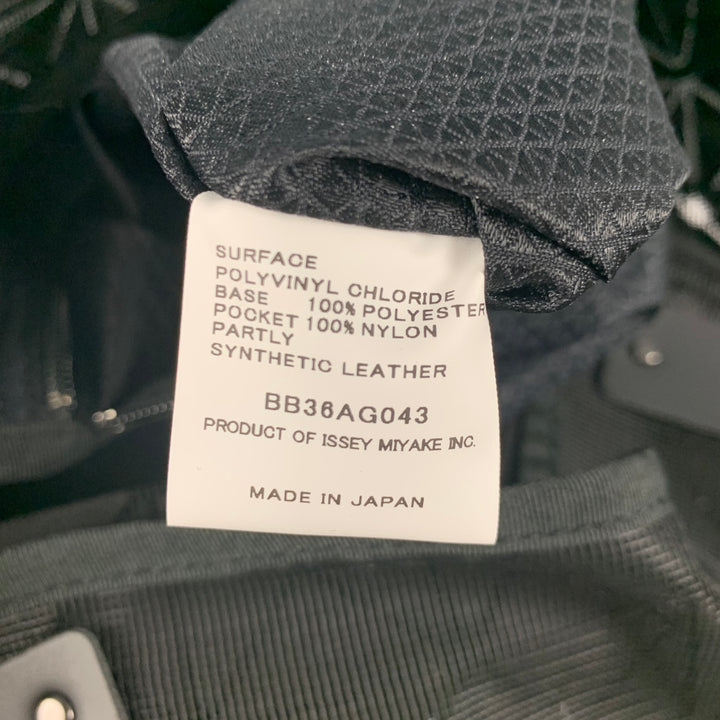 SURFACE
POLYVINYL CHLORIDE
BASE 100% POLYESTER
POCKET 100% NYLON
PARTLY
SYNTHETIC LEATHER
BB36AG043
PRODUCT OF ISSEY MIYAKE INC.
MADE IN JAPAN